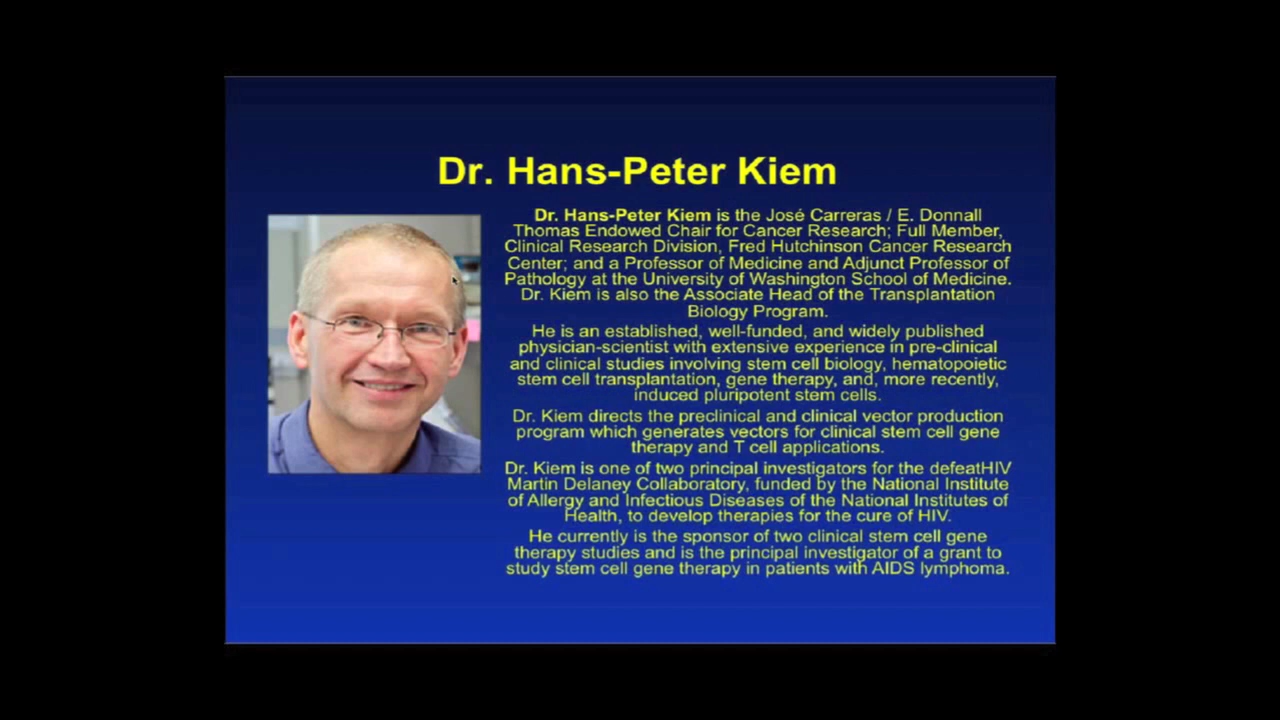 Dr. Hans-Peter Kiem
Dr. Hans-Peter Kiem is the José Carreras / E. Donnall
Thomas Endowed Chair for Cancer Research; Full Member,
Clinical Research Division, Fred Hutchinson Cancer Research
Center; and a Professor of Medicine and Adjunct Professor of
Pathology at the University of Washington School of Medicine.
Dr. Kiem is also the Associate Head of the Transplantation
Biology Program.
He is an established, well-funded, and widely published
physician-scientist with extensive experience in pre-clinical
and clinical studies involving stem cell biology, hematopoietic
stem cell transplantation, gene therapy, and, more recently,
induced pluripotent stem cells.
Dr. Kiem directs the preclinical and clinical vector production
program which generates vectors for clinical stem cell gene
therapy and T cell applications.
Dr. Kiem is one of two principal investigators for the defeatHIV
Martin Delaney Collaboratory, funded by the National Institute
of Allergy and Infectious Diseases of the National Institutes of
Health, to develop therapies for the cure of HIV.
He currently is the sponsor of two clinical stem cell gene
therapy studies and is the principal investigator of a grant to
study stem cell gene therapy in patients with AIDS lymphoma.